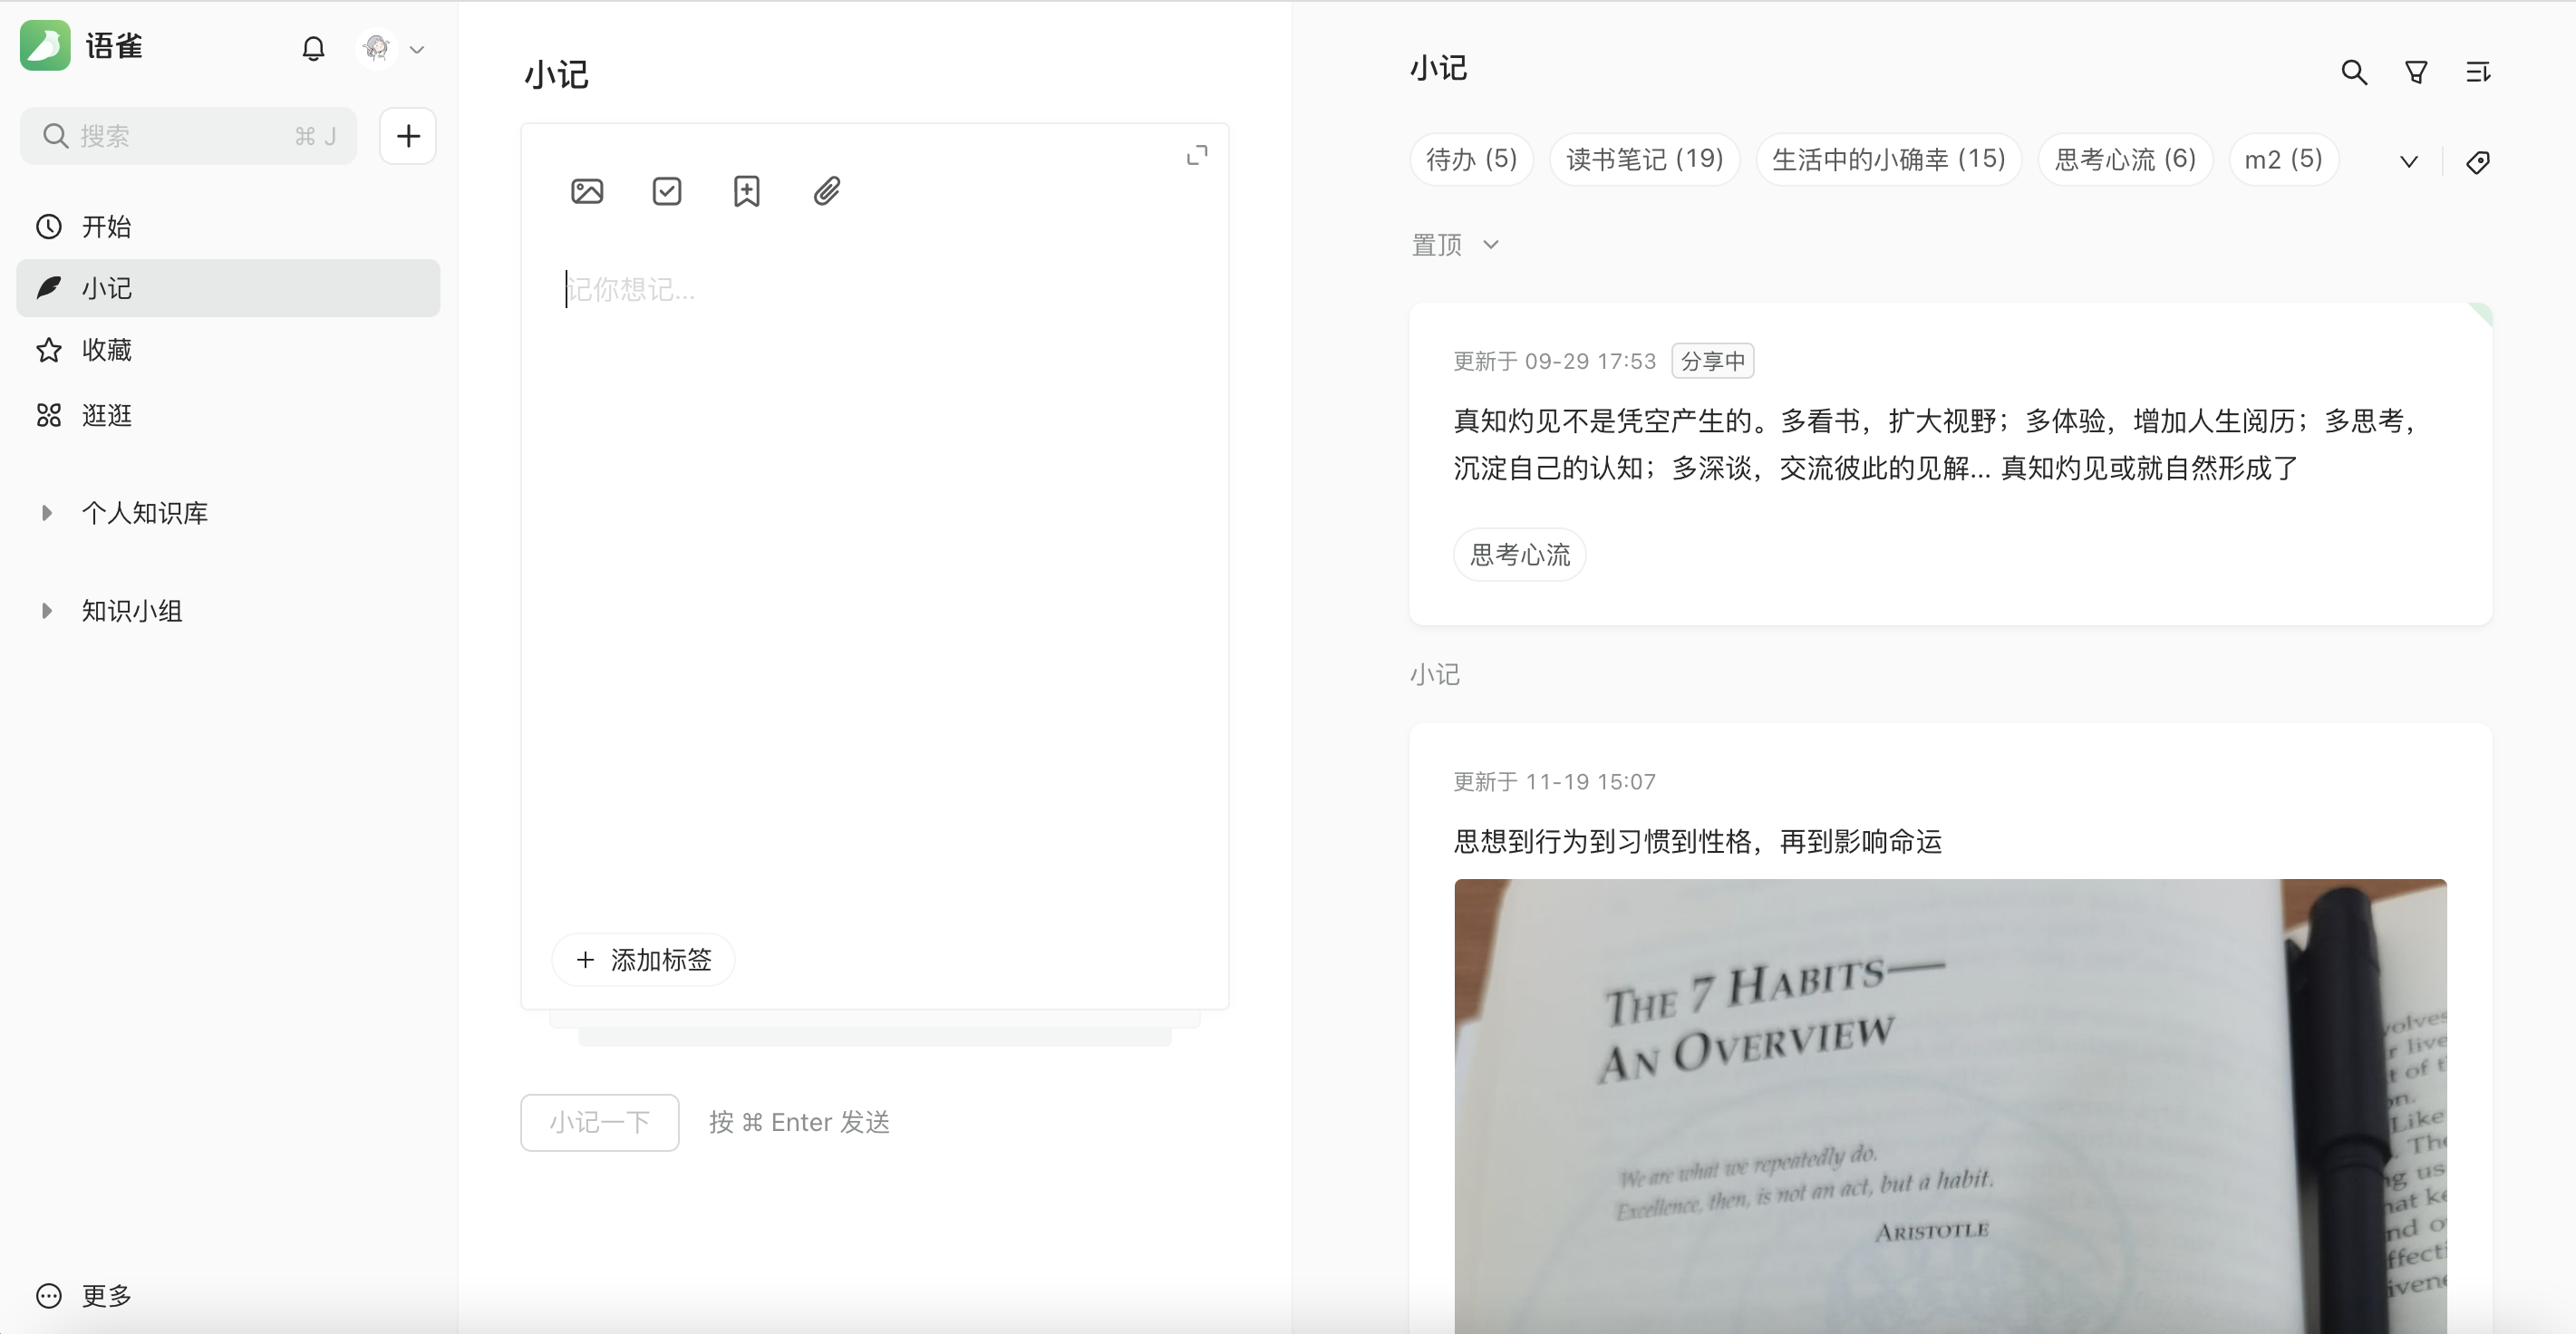 语雀
搜索 ⌘ J
开始
小记
收藏
逛逛
个人知识库
知识小组
更多
小记
记你想记...
添加标签
小记一下 按 ⌘ Enter 发送
小记
待办 (5) 读书笔记 (19) 生活中的小确幸 (15) 思考心流 (6) m2 (5)
置顶
更新于 09-29 17:53 分享中
真知灼见不是凭空产生的。多看书，扩大视野；多体验，增加人生阅历；多思考，
沉淀自己的认知；多深谈，交流彼此的见解... 真知灼见或就自然形成了
思考心流
小记
更新于 11-19 15:07
思想到行为到习惯到性格，再到影响命运
THE 7 HABITS—
AN OVERVIEW
We are what we repeatedly do.
Excellence, then, is not an act, but a habit.
ARISTOTLE
Like